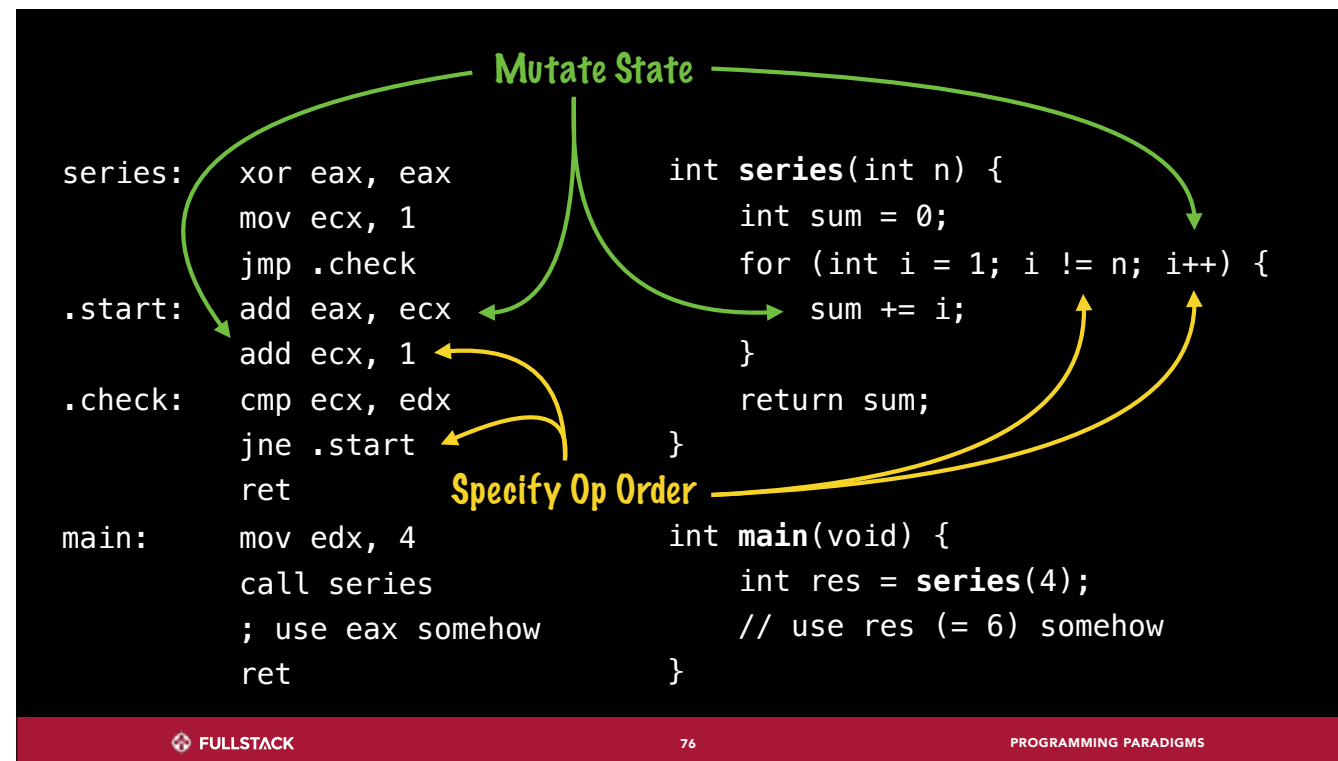 Mutate State
series: xor eax, eax
mov ecx, 1
jmp .check
.start: add eax, ecx
add ecx, 1
.check: cmp ecx, edx
jne .start
ret
main: mov edx, 4
call series
; use eax somehow
ret
int series(int n) {
int sum = 0;
for (int i = 1; i != n; i++) {
sum += i;
}
return sum;
}
int main(void) {
int res = series(4);
// use res (= 6) somehow
}
Specify Op Order
FULLSTACK 76 PROGRAMMING PARADIGMS